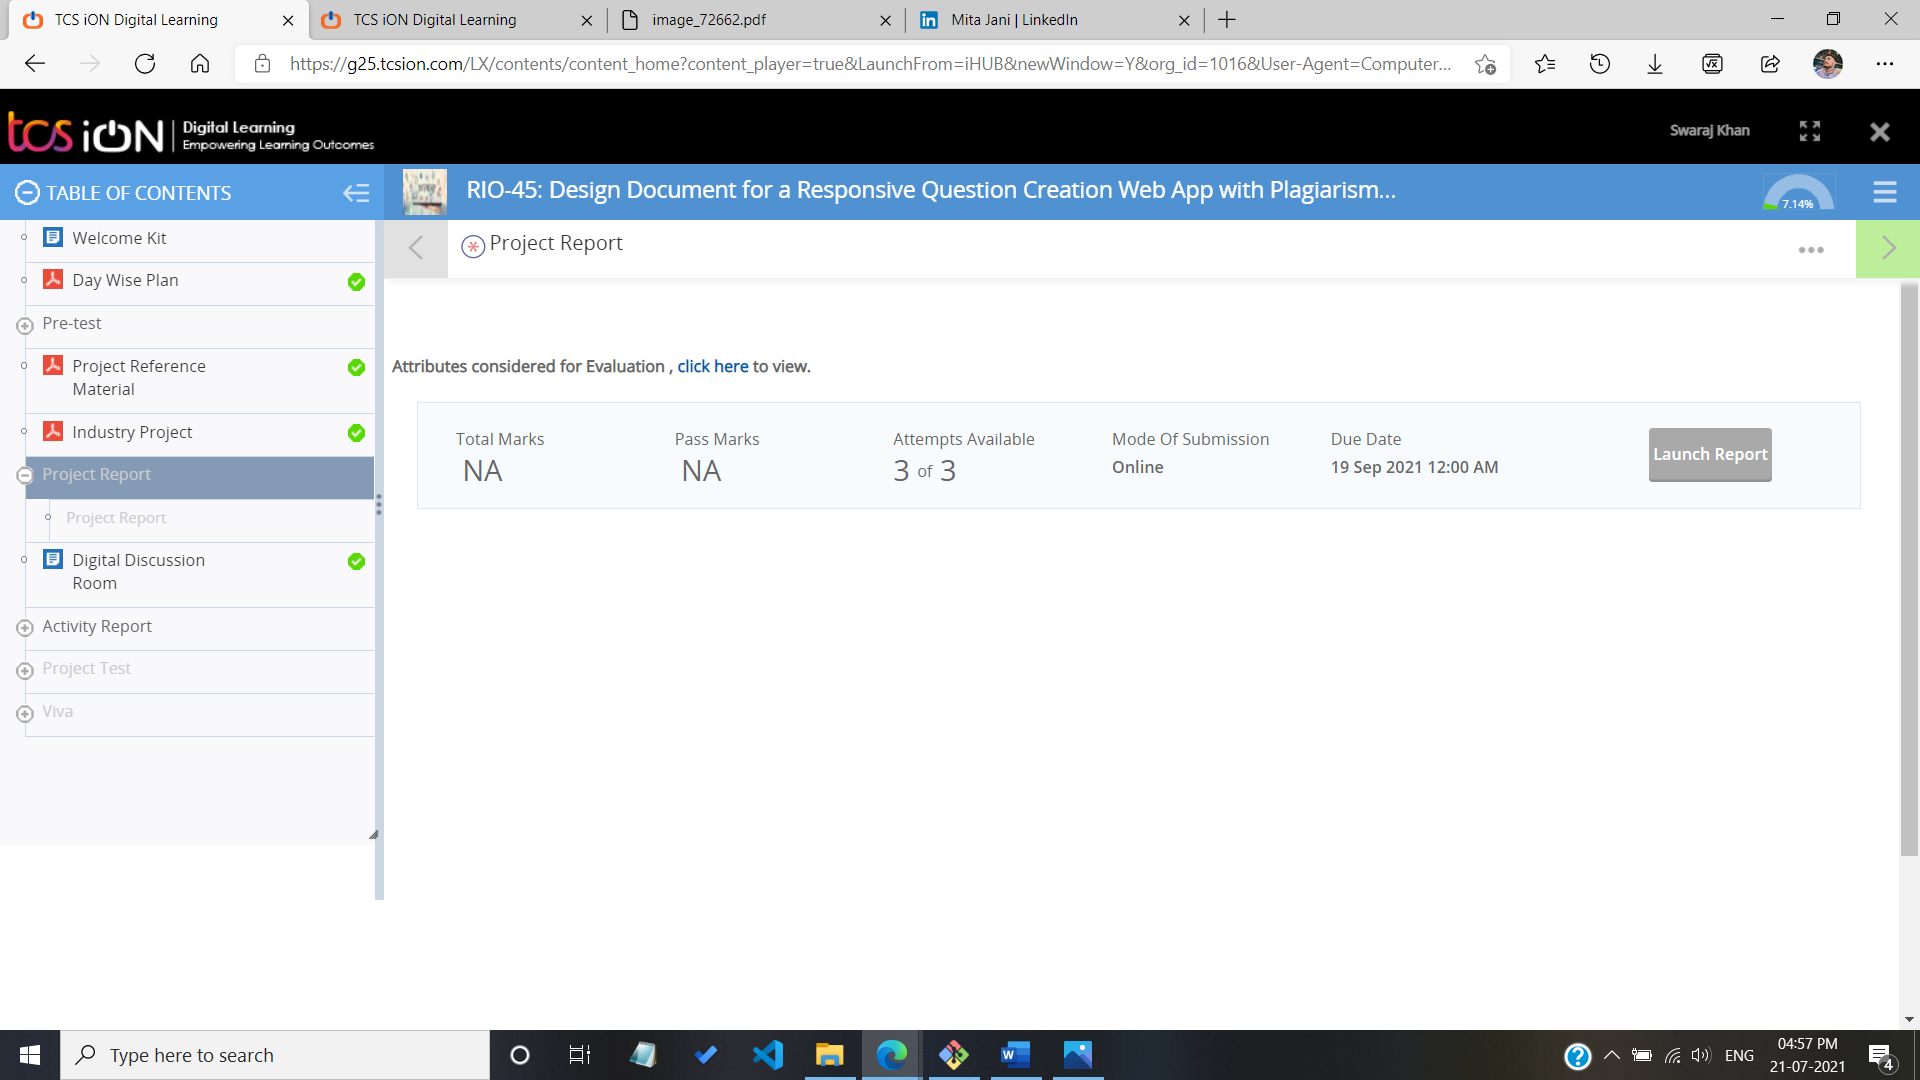 TCS iON Digital Learning
TCS iON Digital Learning
image_72662.pdf
Mita Jani | LinkedIn
https://g25.tcsion.com/LX/contents/content_home?content_player=true&LaunchFrom=iHUB&newWindow=Y&org_id=1016&User-Agent=Computer...
tcs iON
Digital Learning
Empowering Learning Outcomes
Swaraj Khan
TABLE OF CONTENTS
RIO-45: Design Document for a Responsive Question Creation Web App with Plagiarism...
7.14%
Welcome Kit
Day Wise Plan
Pre-test
Project Reference
Material
Industry Project
Project Report
Project Report
Digital Discussion
Room
Activity Report
Project Test
Viva
Project Report
Attributes considered for Evaluation , click here to view.
Total Marks
NA
Pass Marks
NA
Attempts Available
3 of 3
Mode Of Submission
Online
Due Date
19 Sep 2021 12:00 AM
Launch Report
Type here to search
ENG
04:57 PM
21-07-2021
4